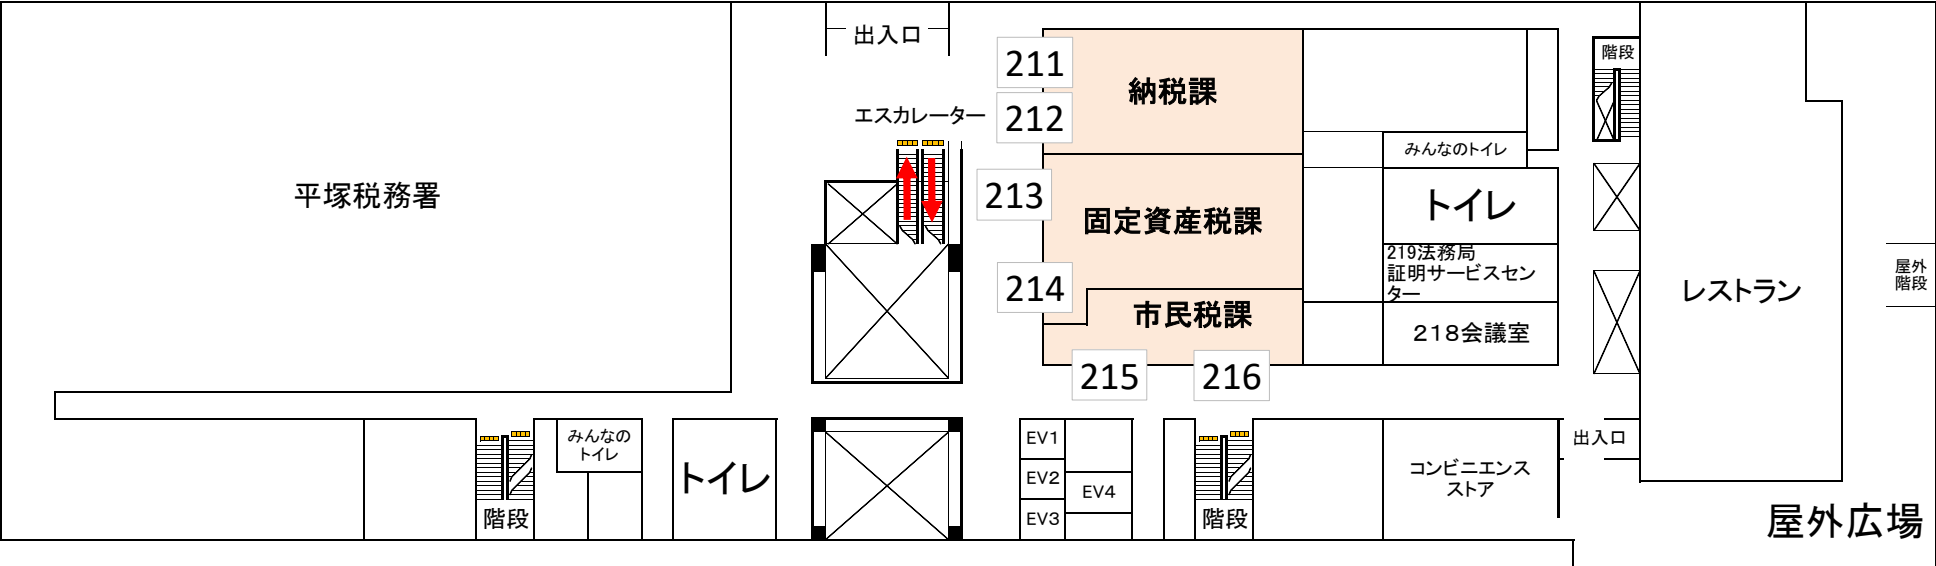 出入口
階段
211
納税課
212
エスカレーター
みんなのトイレ
平塚税務署
213
固定資産税課
トイレ
219法務局
証明サービスセン
ター
屋外
階段
214
レストラン
市民税課
218会議室
215
216
みんなの
トイレ
EV1
出入口
トイレ
EV2
EV4
コンビニエンス
ストア
階段
EV3
階段
屋外広場